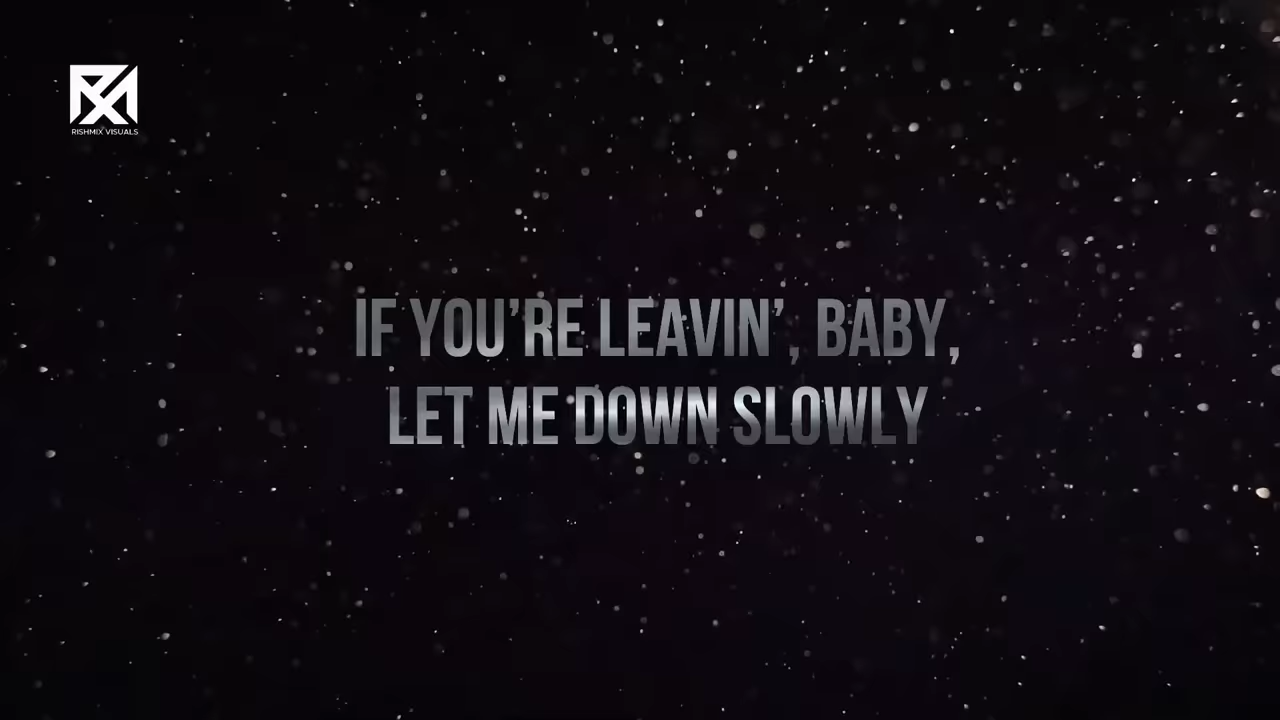 RISHMIX VISUALS
IF YOU’RE LEAVIN’, BABY,
LET ME DOWN SLOWLY